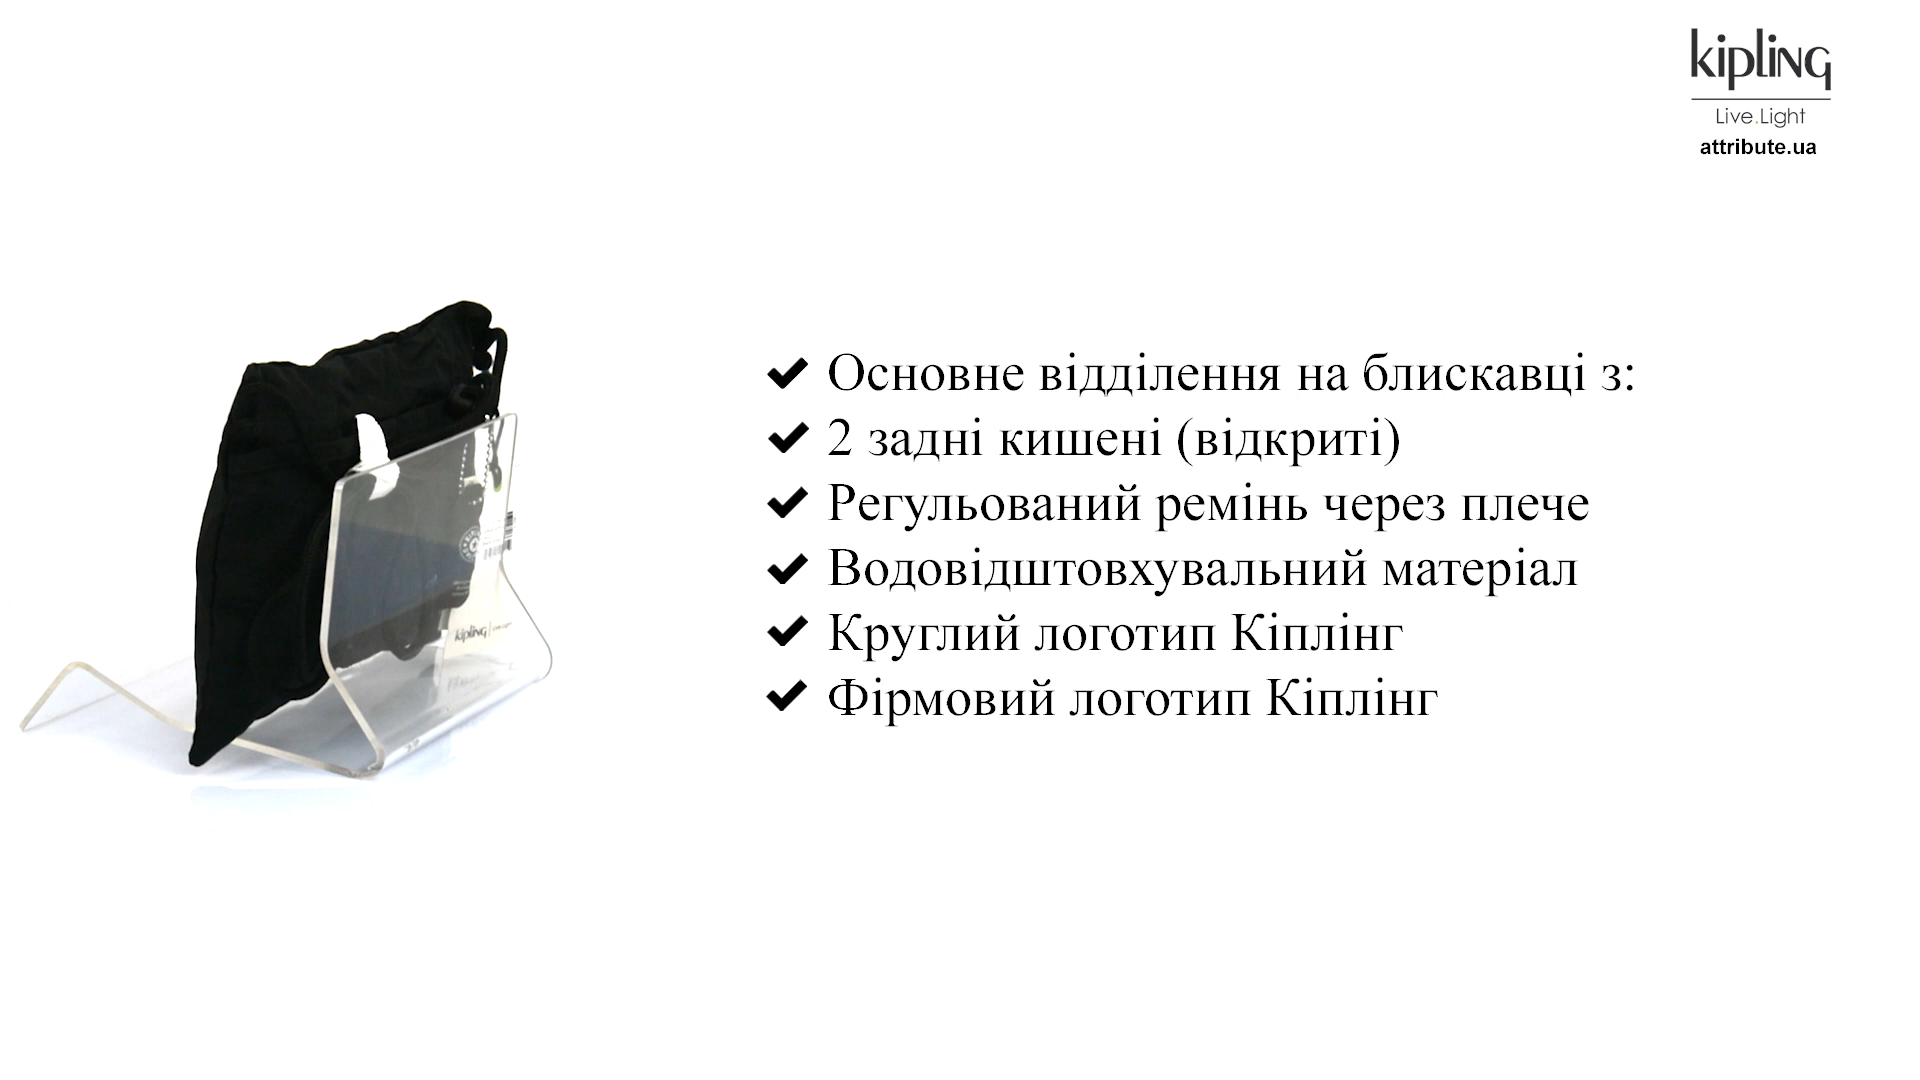 kipling
Live.Light
attribute.ua
Основне відділення на блискавці з:
2 задні кишені (відкриті)
Регульований ремінь через плече
Водовідштовхувальний матеріал
Круглий логотип Кіплінг
Фірмовий логотип Кіплінг
kipling